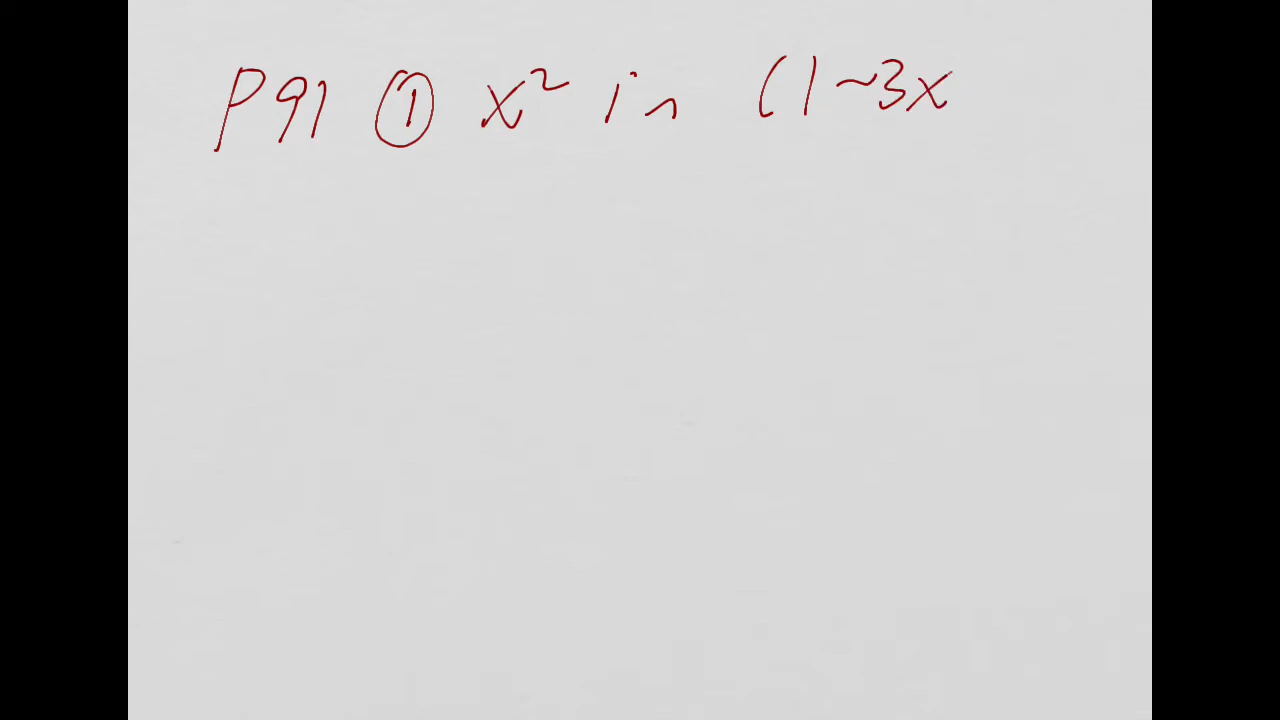 P91 ① x² in (1-3x